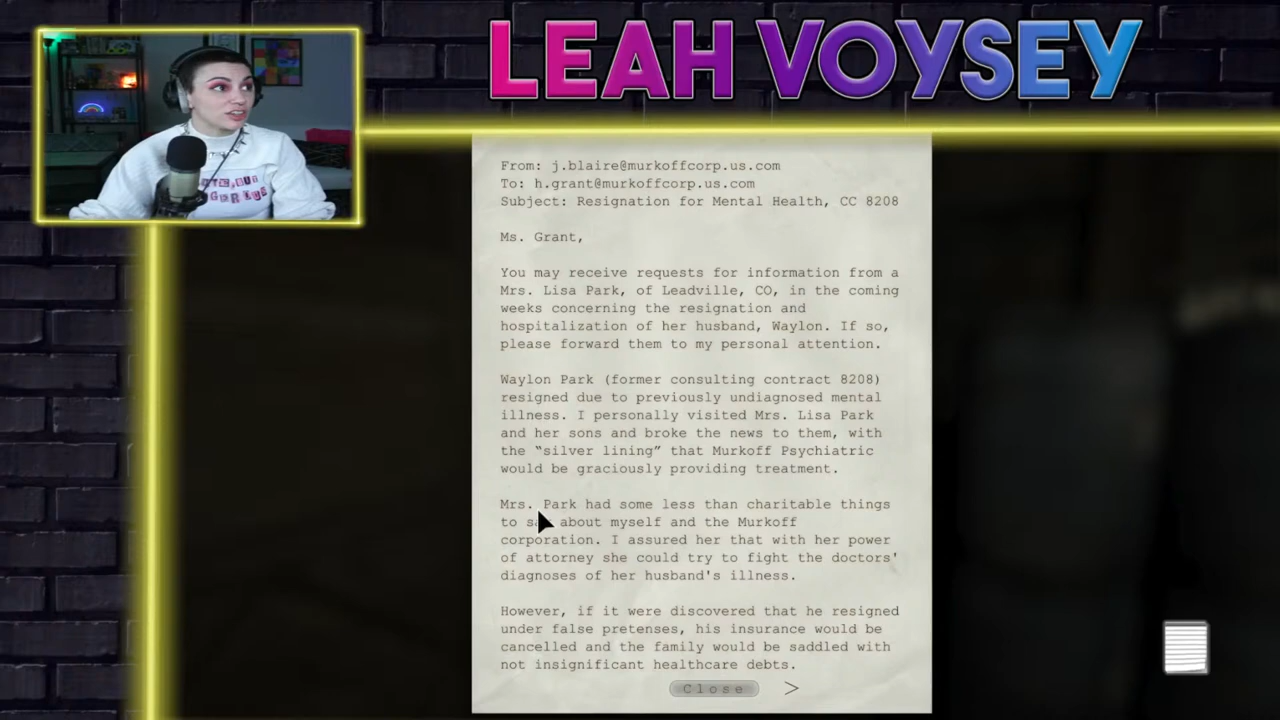 LEAH VOYSEY
From: j.blaire@murkoffcorp.us.com
To: h.grant@murkoffcorp.us.com
Subject: Resignation for Mental Health, CC 8208
Ms. Grant,
You may receive requests for information from a
Mrs. Lisa Park, of Leadville, CO, in the coming
weeks concerning the resignation and
hospitalization of her husband, Waylon. If so,
please forward them to my personal attention.
Waylon Park (former consulting contract 8208)
resigned due to previously undiagnosed mental
illness. I personally visited Mrs. Lisa Park
and her sons and broke the news to them, with
the “silver lining” that Murkoff Psychiatric
would be graciously providing treatment.
Mrs. Park had some less than charitable things
to about myself and the Murkoff
corporation. I assured her that with her power
of attorney she could try to fight the doctors'
diagnoses of her husband's illness.
However, if it were discovered that he resigned
under false pretenses, his insurance would be
cancelled and the family would be saddled with
not insignificant healthcare debts.
Close >